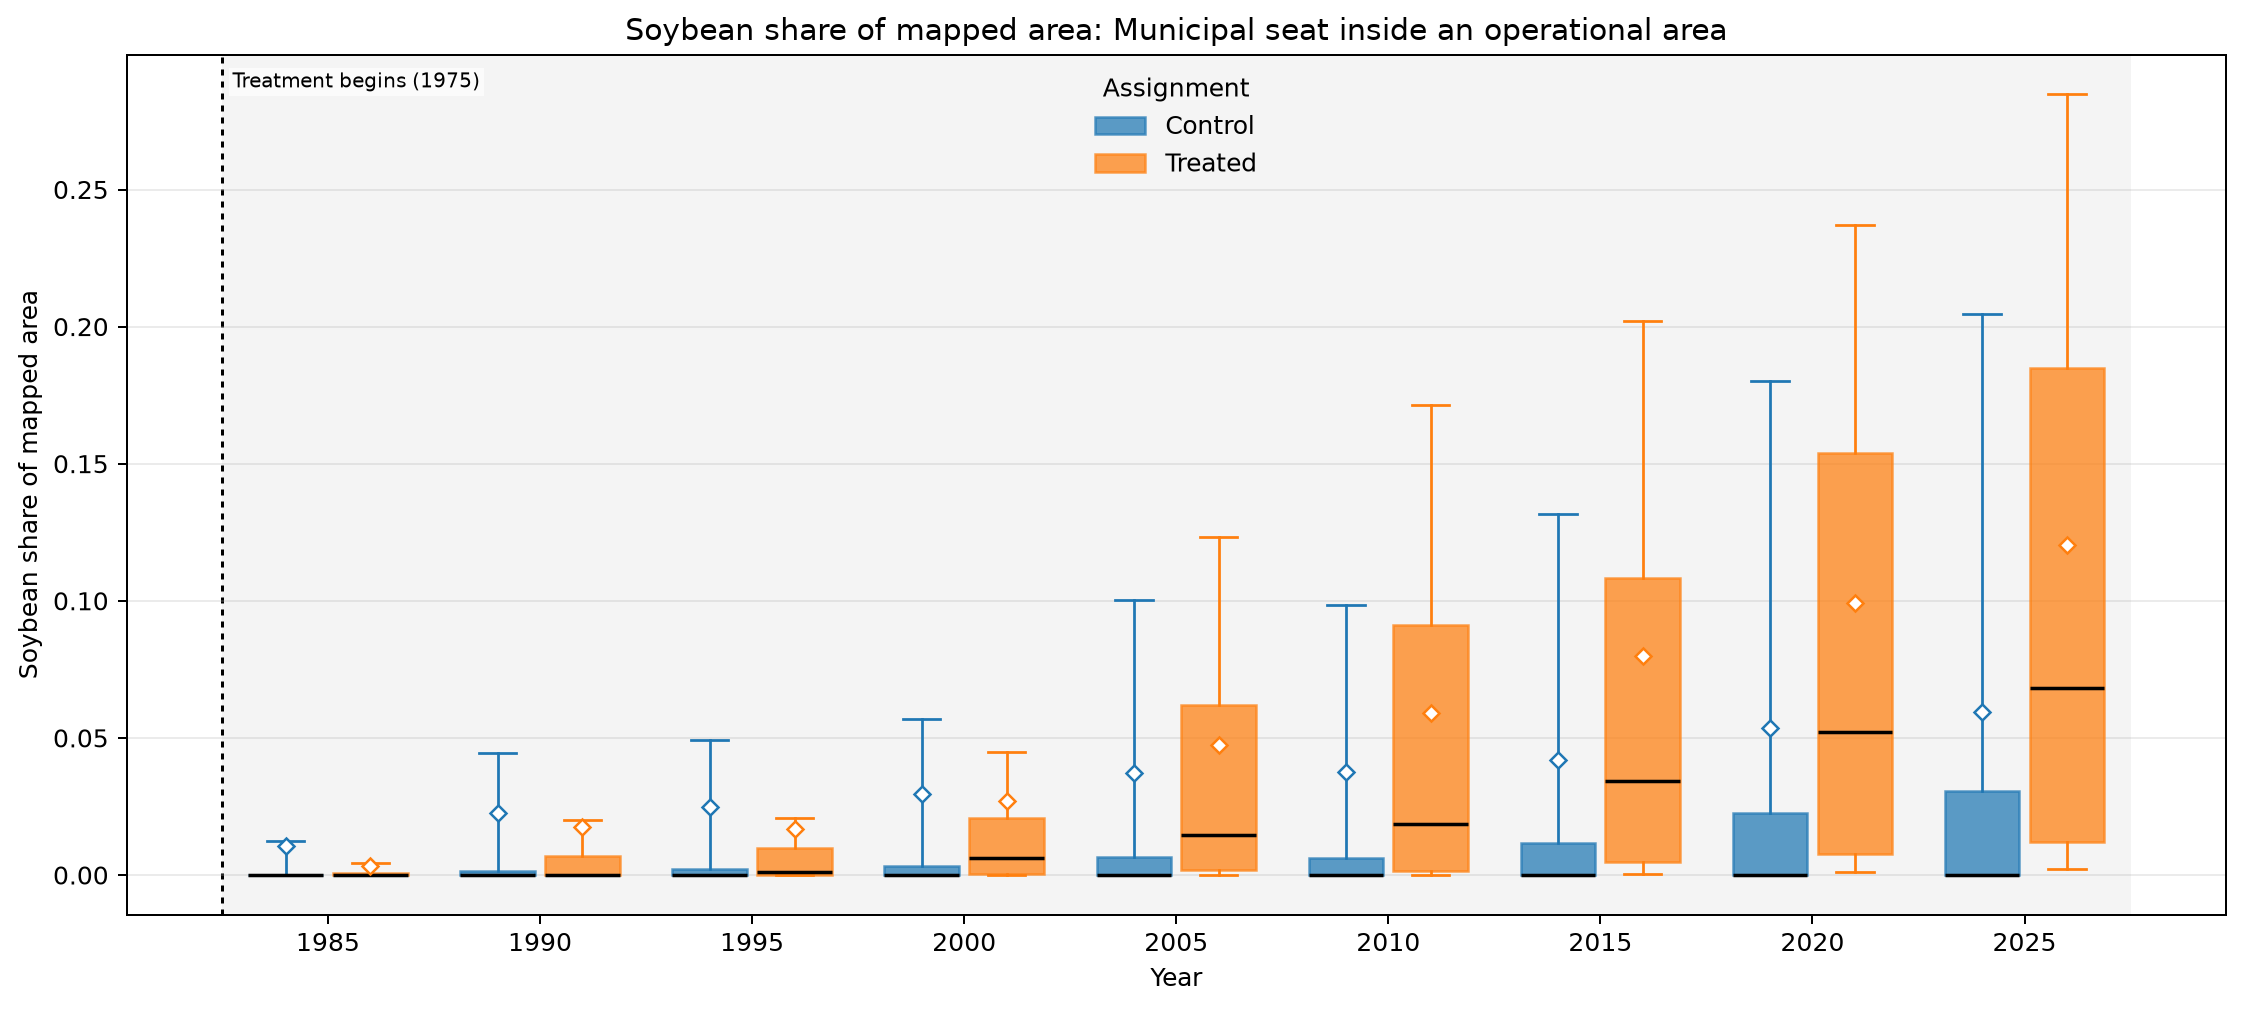 Soybean share of mapped area: Municipal seat inside an operational area
Treatment begins (1975)
Assignment
Control
Treated
Soybean share of mapped area
0.25
0.20
0.15
0.10
0.05
0.00
1985 1990 1995 2000 2005 2010 2015 2020 2025
Year